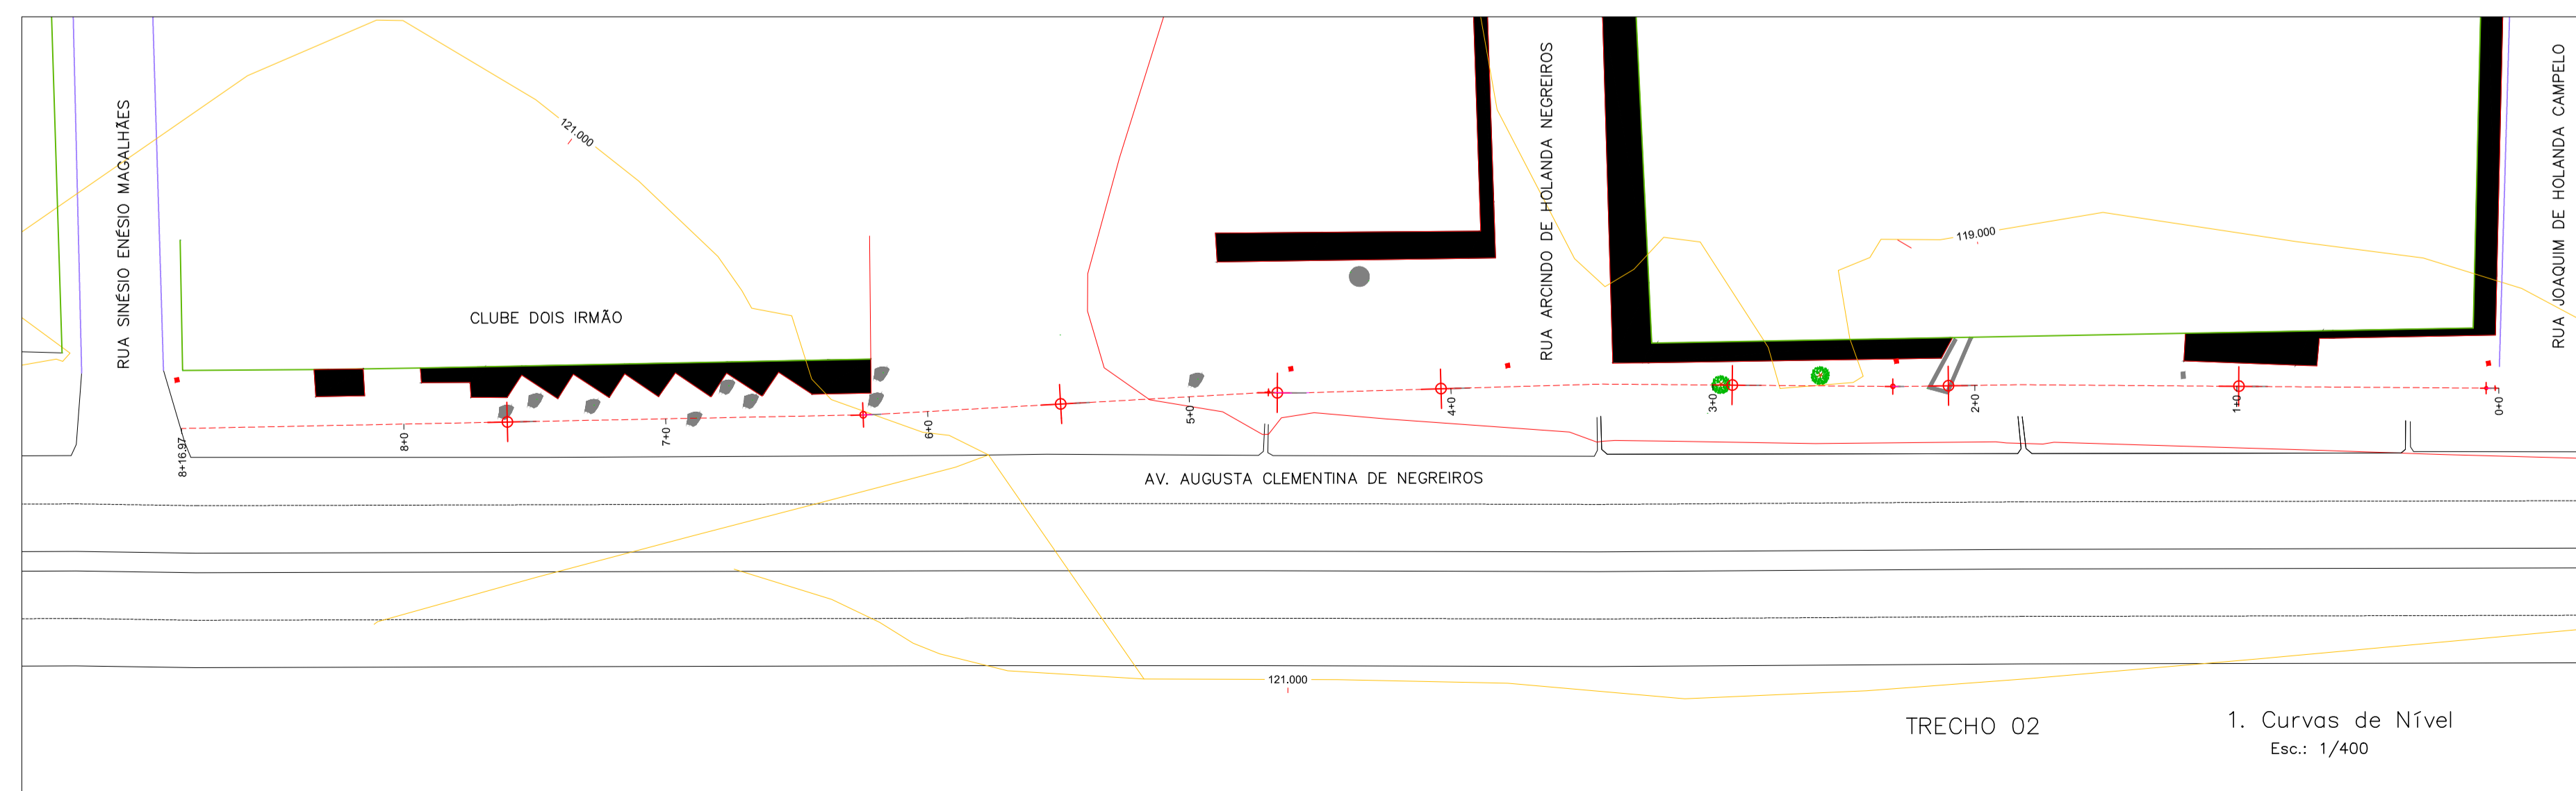 RUA SINÉSIO ENÉSIO MAGALHÃES
121.000
CLUBE DOIS IRMÃO
RUA ARCINDO DE HOLANDA NEGREIROS
119.000
RUA JOAQUIM DE HOLANDA CAMPELO
8+16.97
8+0
7+0
6+0
5+0
4+0
3+0
2+0
1+0
0+0
AV. AUGUSTA CLEMENTINA DE NEGREIROS
121.000
TRECHO 02
1. Curvas de Nível
Esc.: 1/400